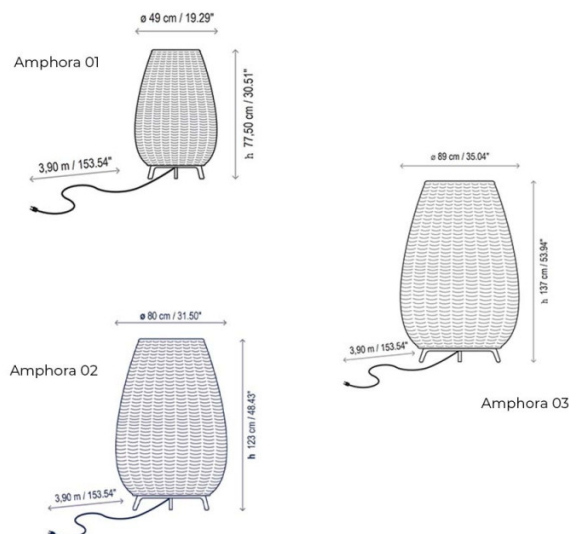 ø 49 cm / 19.29"
Amphora 01
h 77,50 cm / 30.51"
3,90 m / 153.54"
ø 89 cm / 35.04"
h 137 cm / 53.94"
3,90 m / 153.54"
Amphora 03
ø 80 cm / 31.50"
Amphora 02
h 123 cm / 48.43"
3,90 m / 153.54"